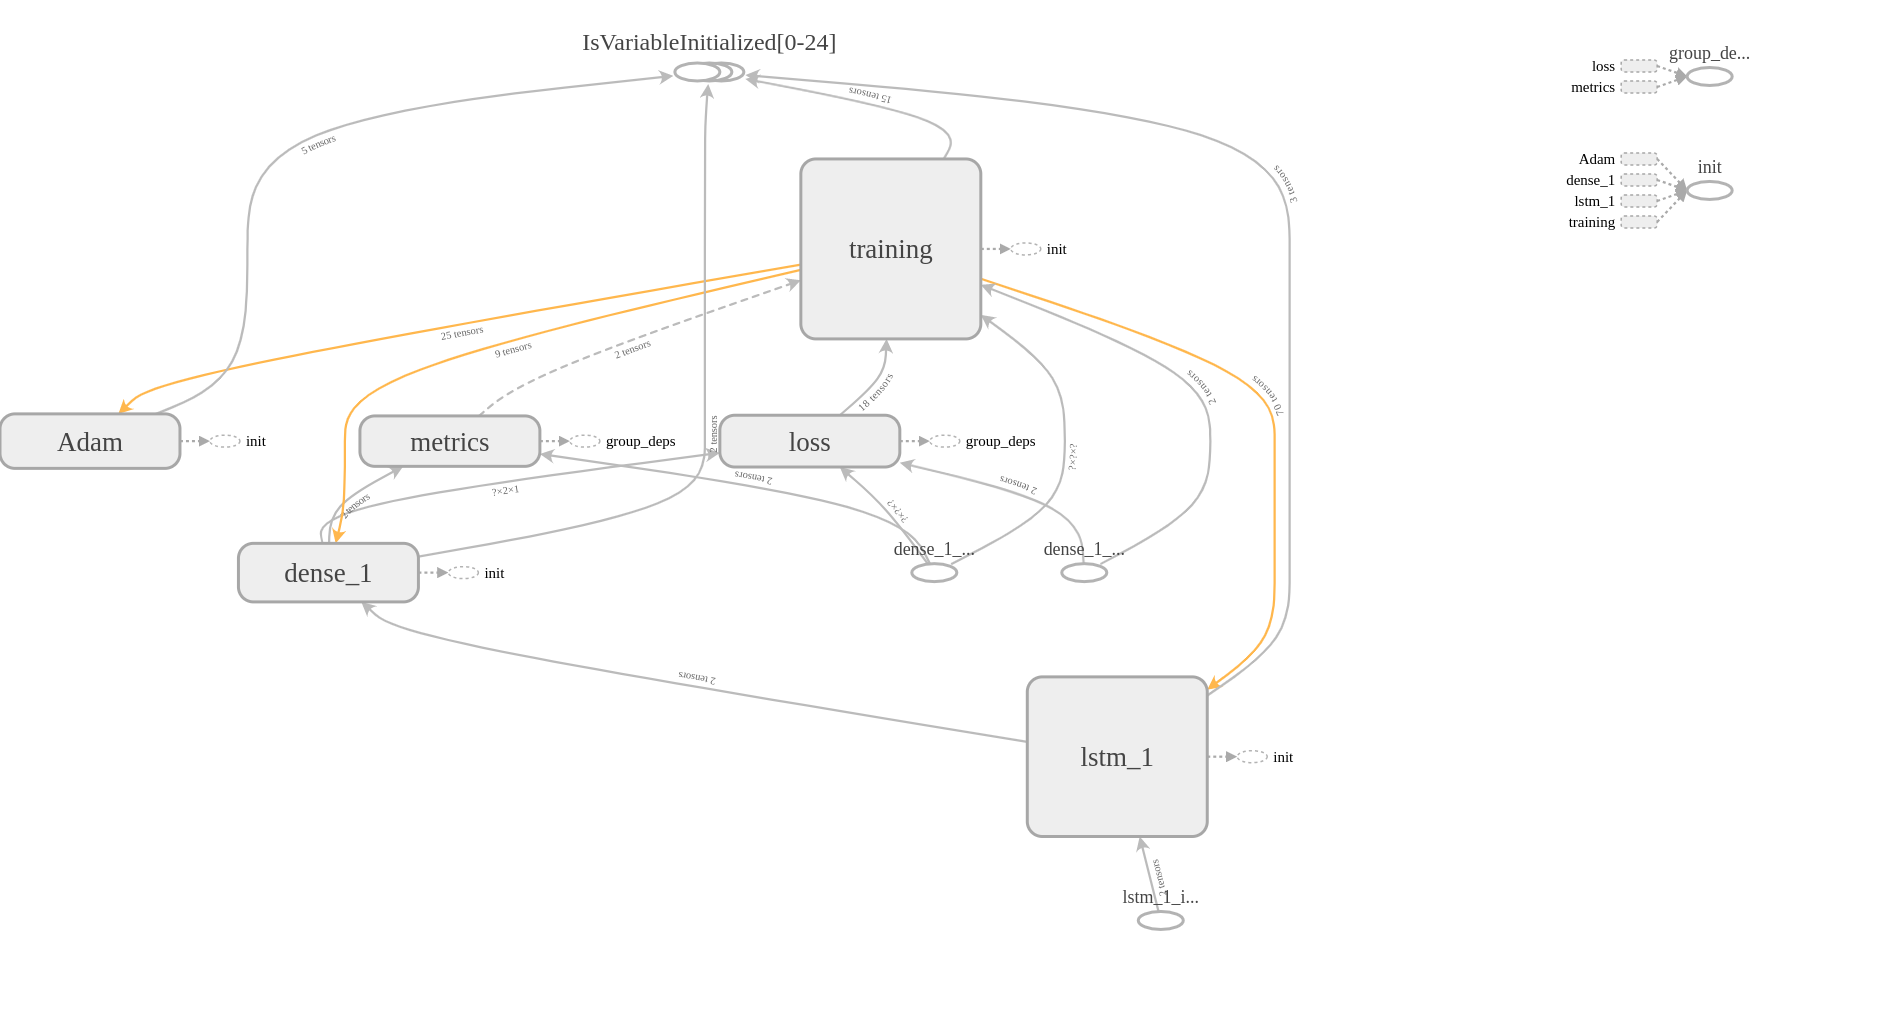 IsVariableInitialized[0-24]
group_de...
loss
metrics
15 tensors
5 tensors
Adam
dense_1
lstm_1
training
init
3 tensors
training
init
25 tensors
9 tensors
2 tensors
18 tensors
2 tensors
70 tensors
Adam
init
metrics
group_deps
2 tensors
loss
group_deps
?×?×?
2 tensors
?×2×1
2 tensors
2 tensors
?×?×?
dense_1_...
dense_1_...
dense_1
init
2 tensors
lstm_1
init
2 tensors
lstm_1_i...